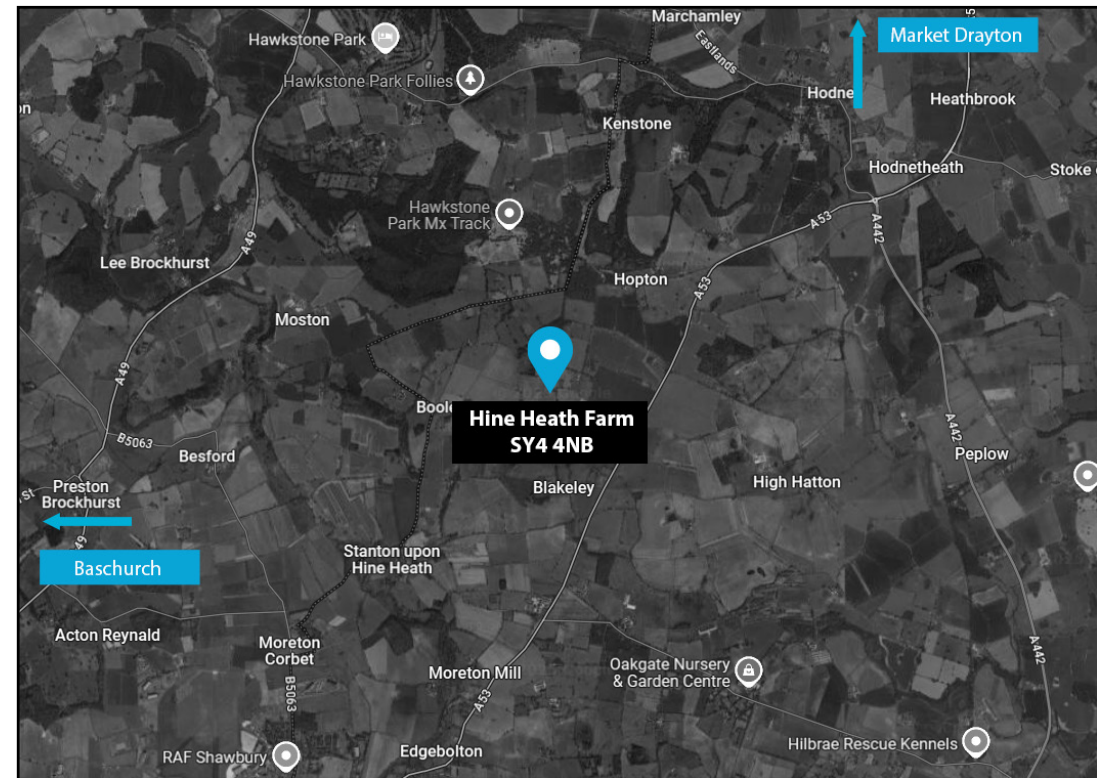 Marchamley
Market Drayton
Hawkstone Park
Eastlands
Hawkstone Park Follies
Hodne
Heathbrook
Kenstone
Hodnetheath
Stoke
Hawkstone
Park Mx Track
A53
A442
A49
Lee Brockhurst
Hopton
A53
Moston
A49
Hine Heath Farm
SY4 4NB
A442
B5063
Besford
Peplow
Preston
Brockhurst
Blakeley
High Hatton
St
49
Baschurch
Stanton upon
Hine Heath
Acton Reynald
Moreton
Corbet
A442
Moreton Mill
Oakgate Nursery
& Garden Centre
B5063
A53
RAF Shawbury
Edgebolton
Hilbrae Rescue Kennels